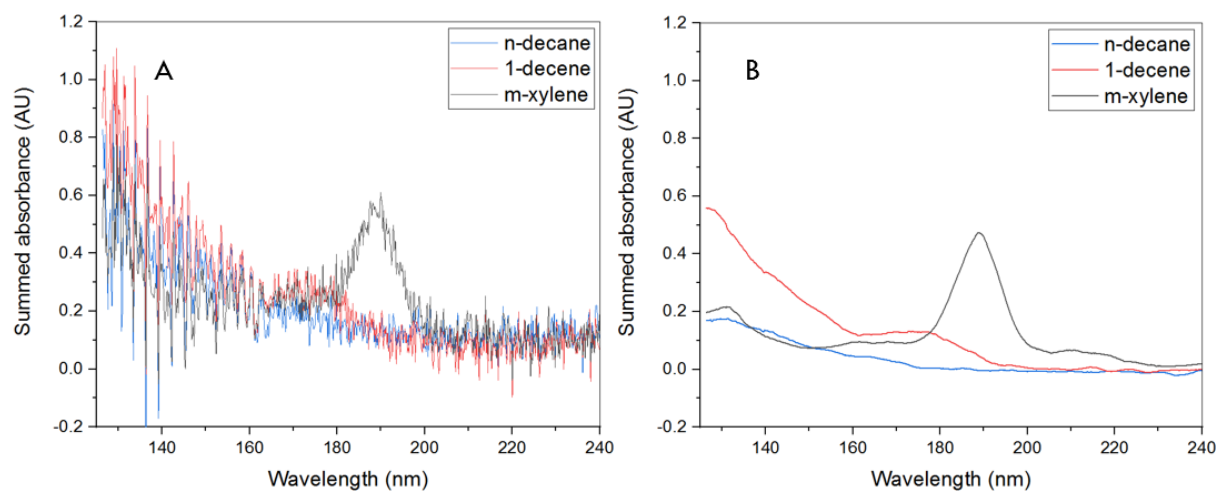 A
n-decane
1-decene
m-xylene
Summed absorbance (AU)
1.2
1.0
0.8
0.6
0.4
0.2
0.0
-0.2
140
160
180
200
220
240
Wavelength (nm)
B
n-decane
1-decene
m-xylene
Summed absorbance (AU)
1.2
1.0
0.8
0.6
0.4
0.2
0.0
-0.2
140
160
180
200
220
240
Wavelength (nm)